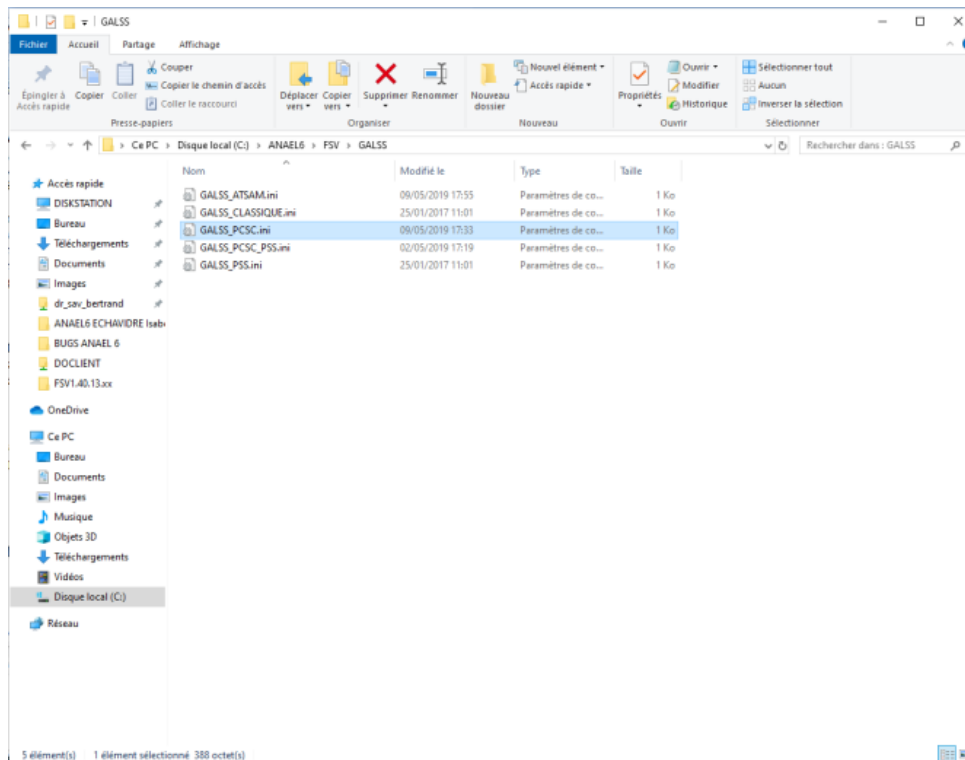 GALSS
Fichier Accueil Partage Affichage
Épingler à Accès rapide
Copier
Coller
Couper
Copier le chemin d'accès
Coller le raccourci
Déplacer vers
Copier vers
Supprimer
Renommer
Nouveau dossier
Nouvel élément
Accès rapide
Propriétés
Ouvrir
Modifier
Historique
Sélectionner tout
Aucun
Inverser la sélection
Presse-papiers Organiser Nouveau Ouvrir Sélectionner
Ce PC > Disque local (C:) > ANAEL6 > FSV > GALSS
Rechercher dans : GALSS
Nom Modifié le Type Taille
GALSS_ATSAM.ini 09/05/2019 17:55 Paramètres de co... 1 Ko
GALSS_CLASSIQUE.ini 25/01/2017 11:01 Paramètres de co... 1 Ko
GALSS_PCSC.ini 09/05/2019 17:33 Paramètres de co... 1 Ko
GALSS_PCSC_PSS.ini 02/05/2019 17:19 Paramètres de co... 1 Ko
GALSS_PSS.ini 25/01/2017 11:01 Paramètres de co... 1 Ko
Accès rapide
DISKSTATION
Bureau
Téléchargements
Documents
Images
dr_sav_bertrand
ANAEL6 ECHAVIDRE Isab
BUGS ANAEL 6
DOCLIENT
FSV1.40.13.xx
OneDrive
Ce PC
Bureau
Documents
Images
Musique
Objets 3D
Téléchargements
Vidéos
Disque local (C:)
Réseau
5 élément(s) 1 élément sélectionné 388 octet(s)